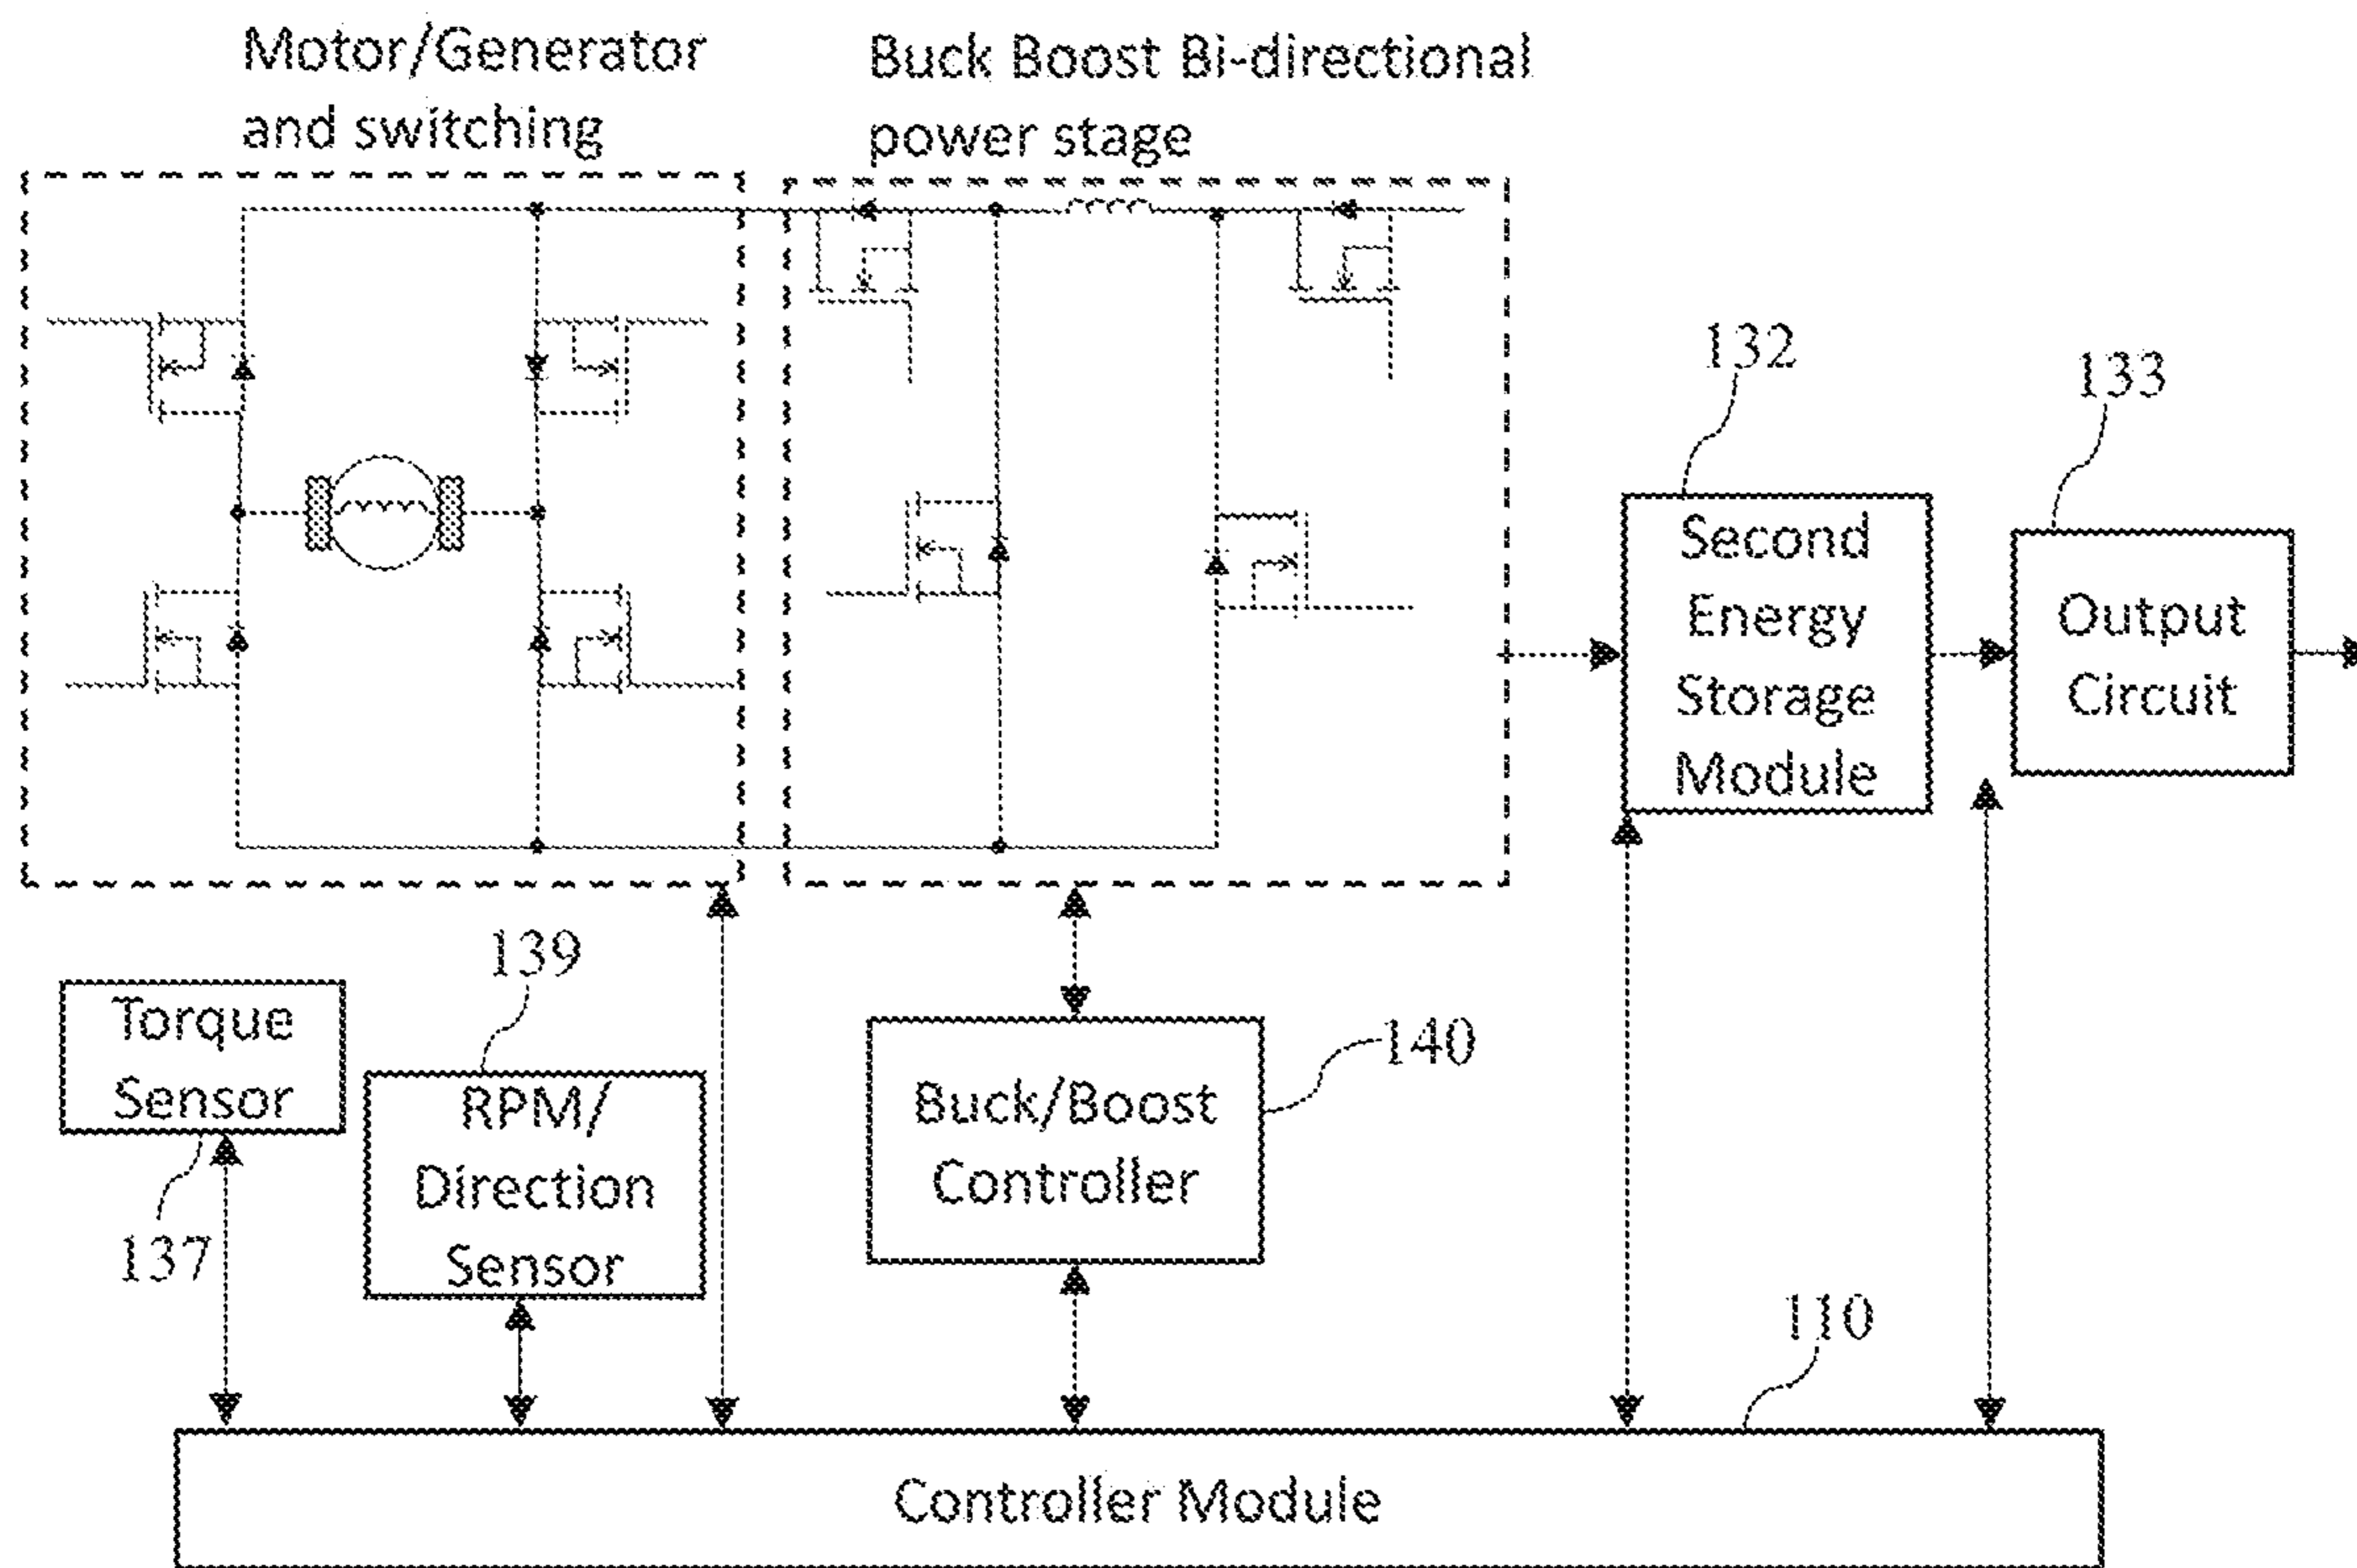 Motor/Generator
and switching
Buck Boost Bi-directional
power stage
132
133
Second
Energy
Storage
Module
Output
Circuit
139
Torque
Sensor
137
RPM/
Direction
Sensor
140
Buck/Boost
Controller
110
Controller Module